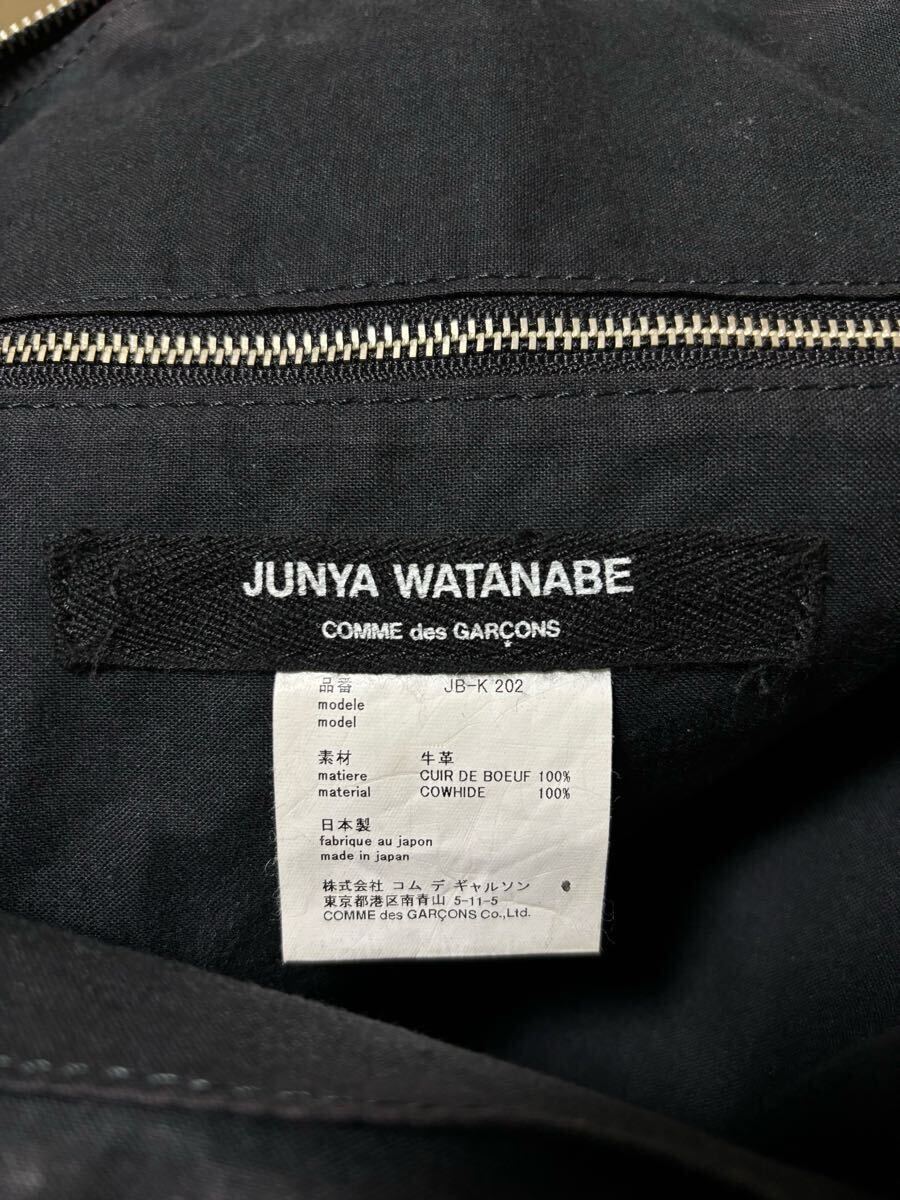 JUNYA WATANABE
COMME des GARÇONS
品番 JB-K 202
modele
model
素材 牛革
matiere CUIR DE BOEUF 100%
material COWHIDE 100%
日本製
fabrique au japon
made in japan
株式会社 コム デ ギャルソン
東京都港区南青山 5-11-5
COMME des GARÇONS Co.,Ltd.